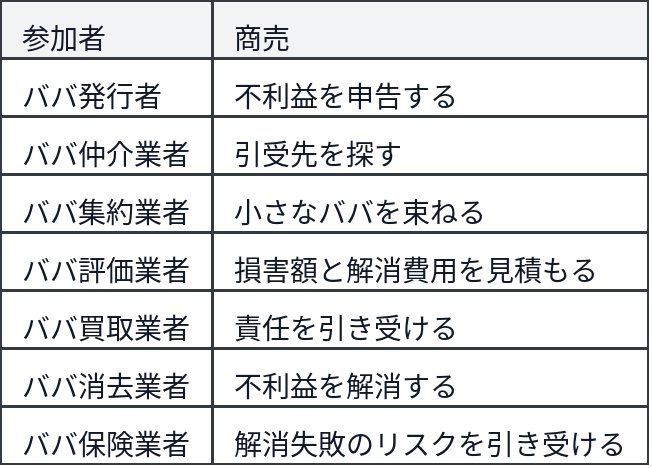 参加者 商売
ババ発行者 不利益を申告する
ババ仲介業者 引受先を探す
ババ集約業者 小さなババを束ねる
ババ評価業者 損害額と解消費用を見積もる
ババ買取業者 責任を引き受ける
ババ消去業者 不利益を解消する
ババ保険業者 解消失敗のリスクを引き受ける